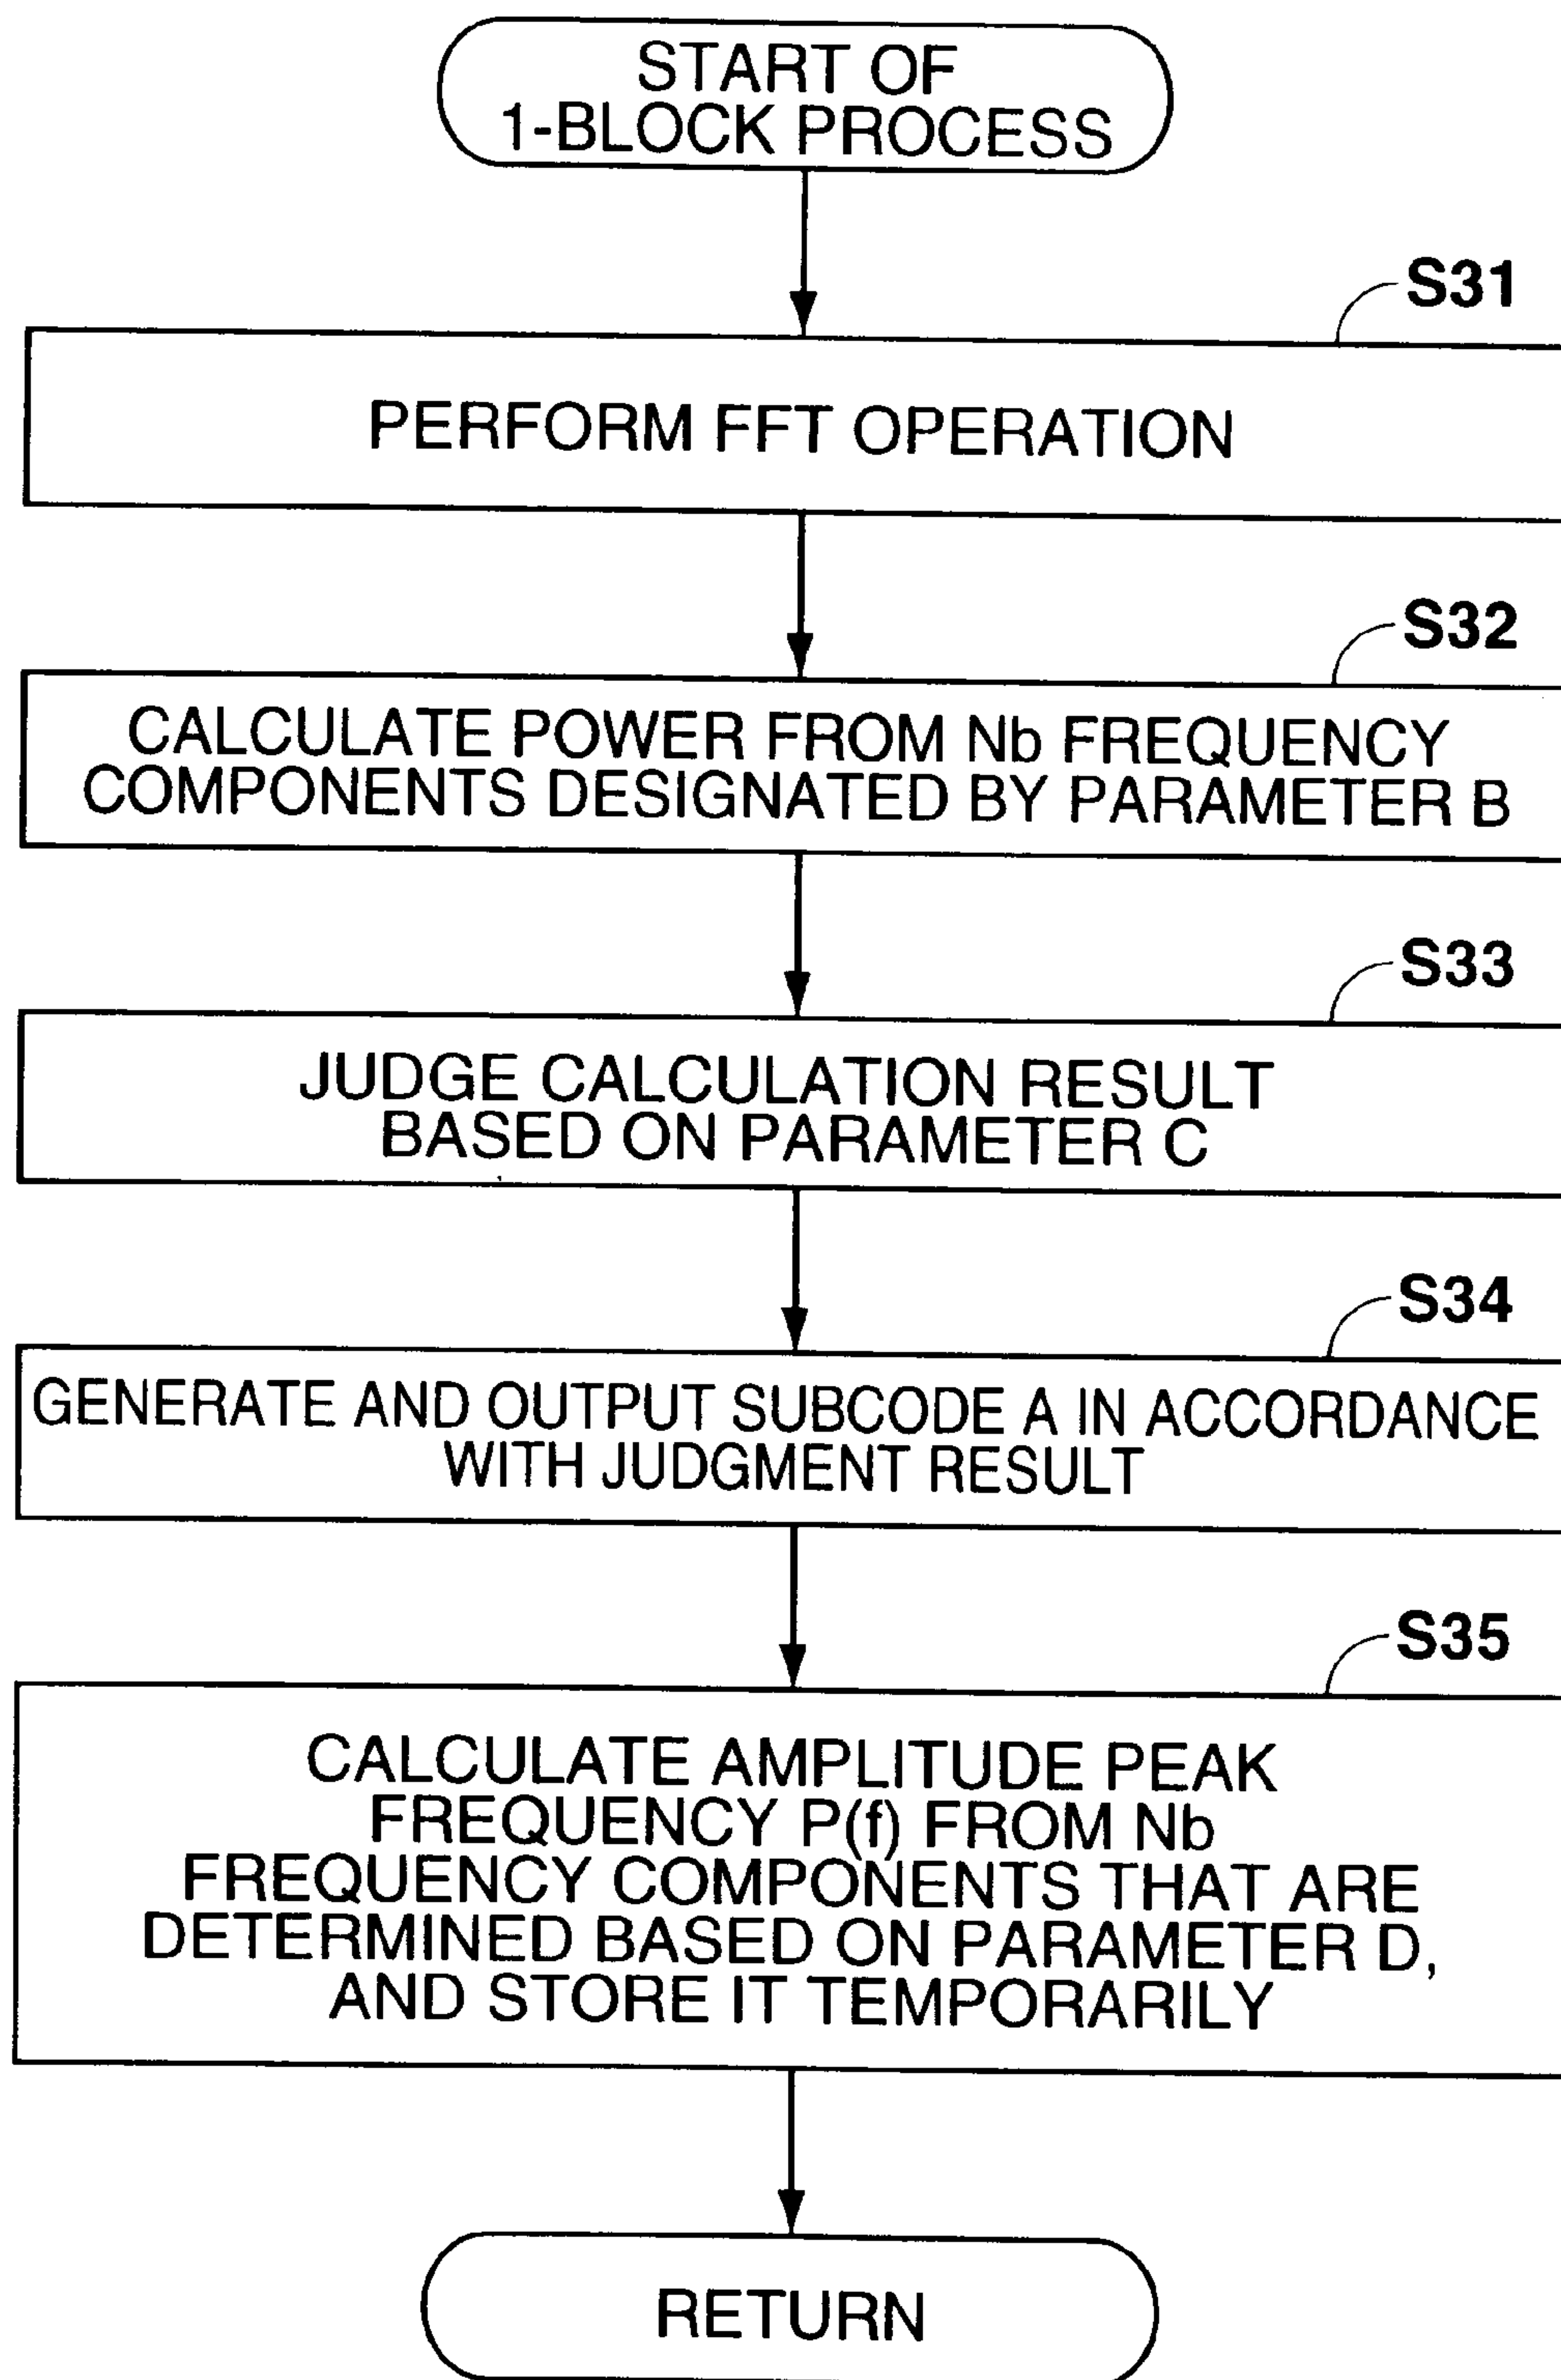 START OF
1-BLOCK PROCESS
S31
PERFORM FFT OPERATION
S32
CALCULATE POWER FROM Nb FREQUENCY
COMPONENTS DESIGNATED BY PARAMETER B
S33
JUDGE CALCULATION RESULT
BASED ON PARAMETER C
S34
GENERATE AND OUTPUT SUBCODE A IN ACCORDANCE
WITH JUDGMENT RESULT
S35
CALCULATE AMPLITUDE PEAK
FREQUENCY P(f) FROM Nb
FREQUENCY COMPONENTS THAT ARE
DETERMINED BASED ON PARAMETER D,
AND STORE IT TEMPORARILY
RETURN